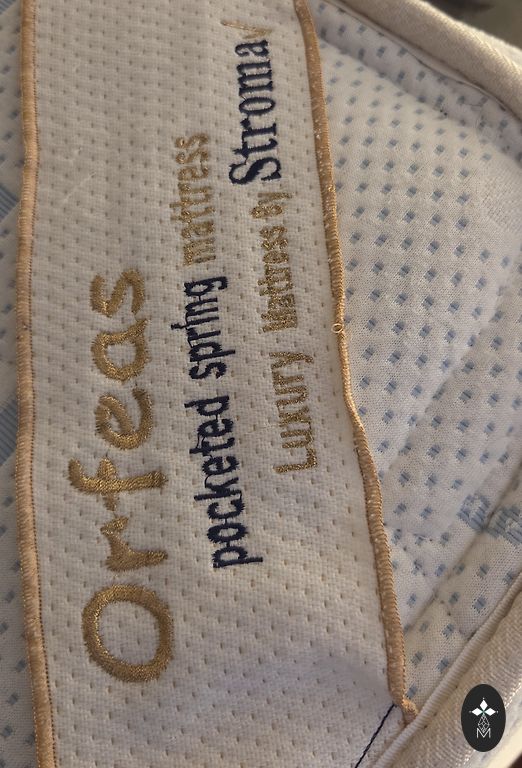 Orfeas
pocketed spring mattress
Luxury Mattress By Stroma
M